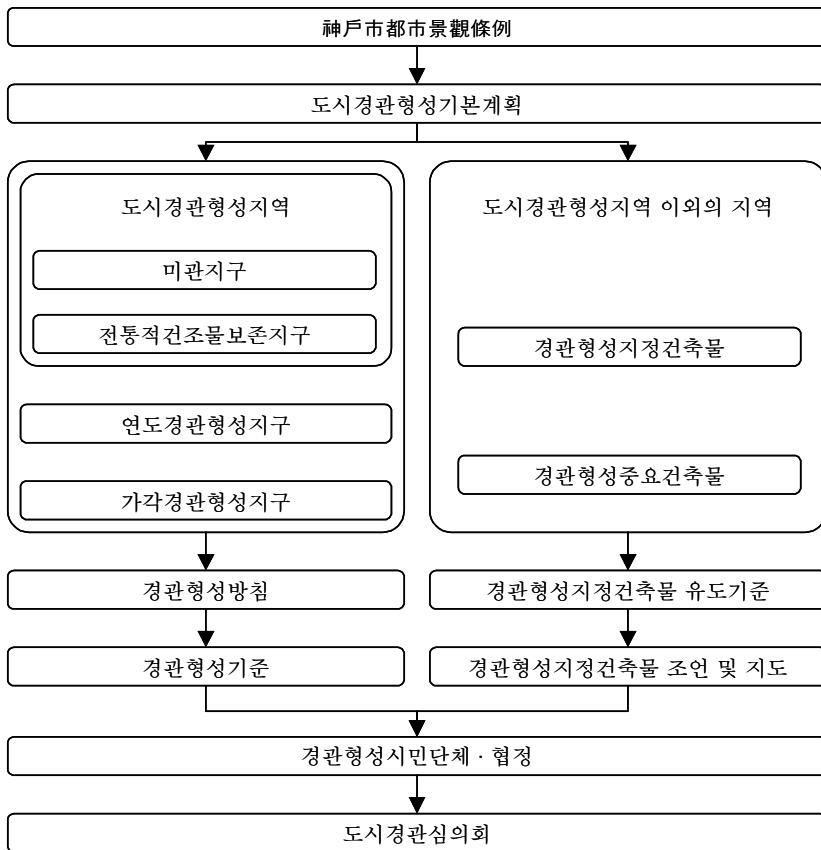 神戶市都市景觀條例
도시경관형성기본계획
도시경관형성지역
미관지구
전통적건조물보존지구
연도경관형성지구
가각경관형성지구
도시경관형성지역 이외의 지역
경관형성지정건축물
경관형성중요건축물
경관형성방침
경관형성기준
경관형성지정건축물 유도기준
경관형성지정건축물 조언 및 지도
경관형성시민단체 · 협정
도시경관심의회